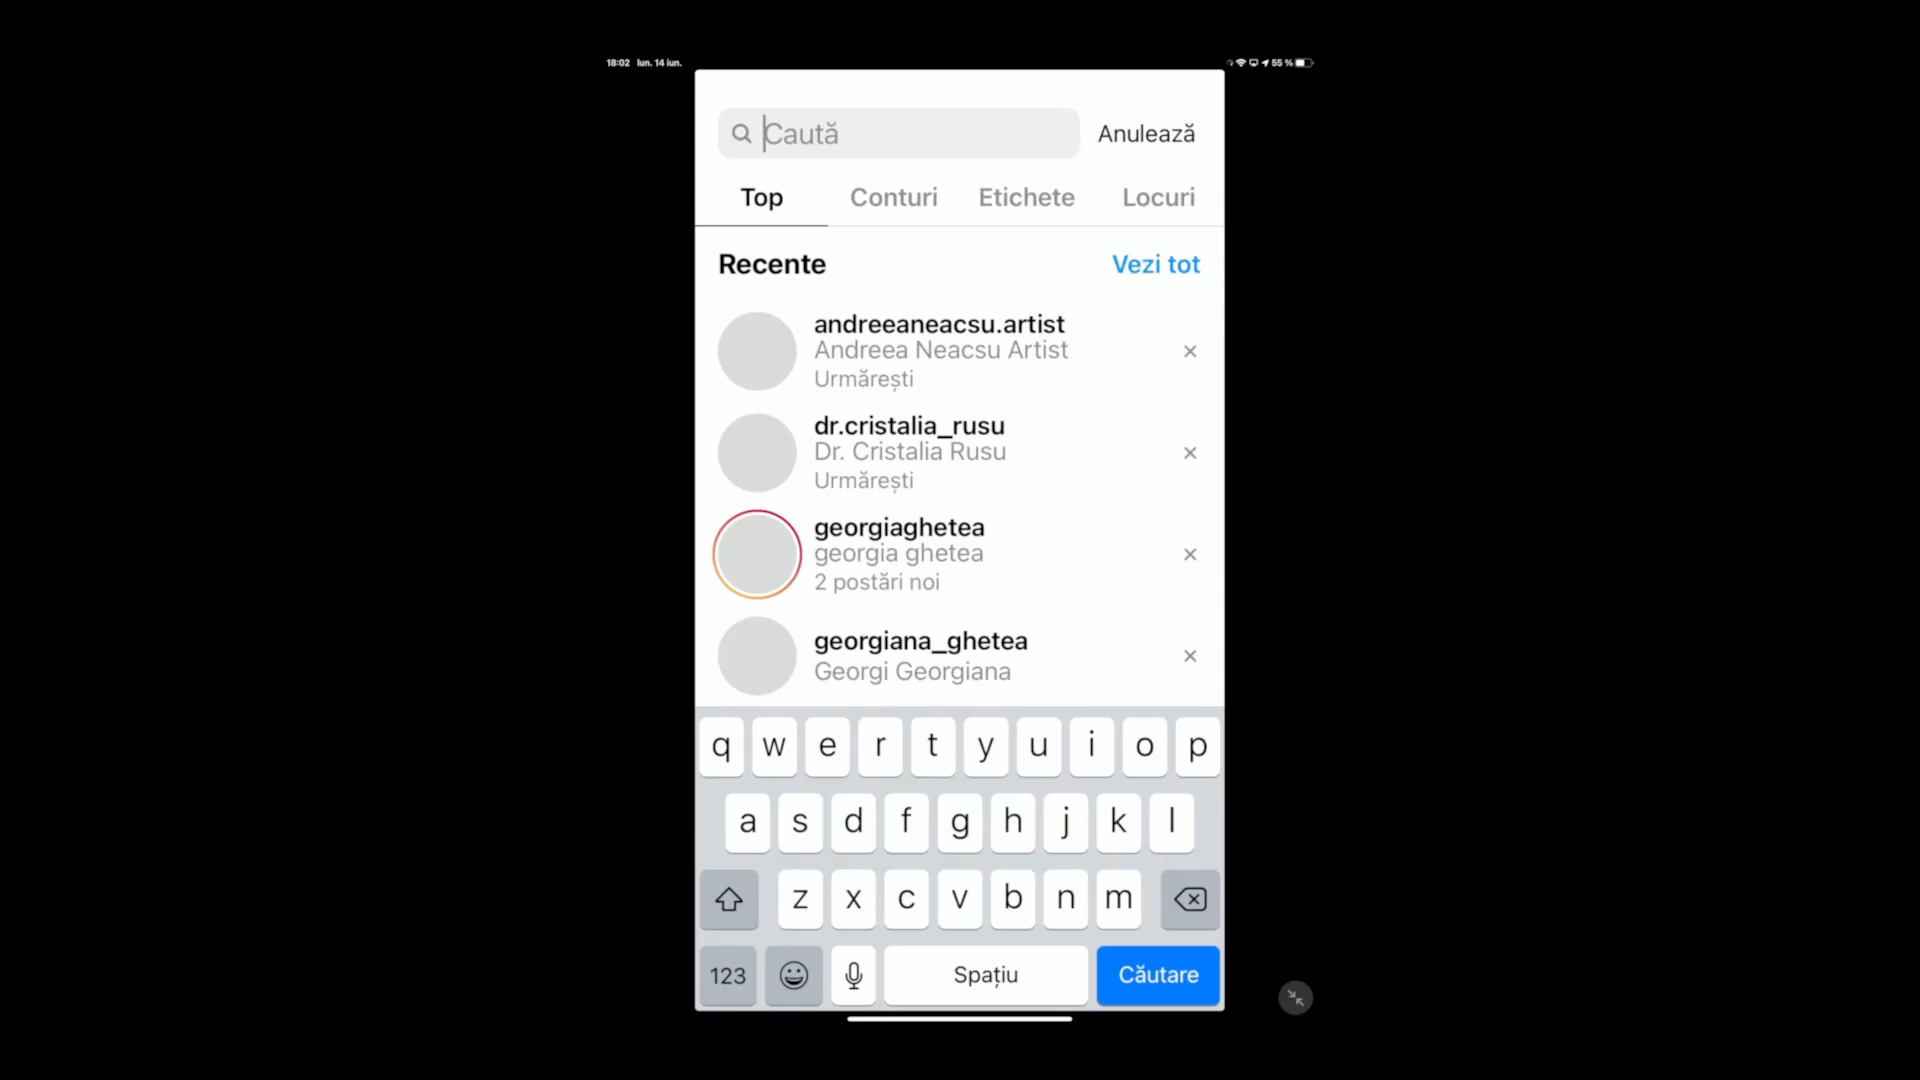 18:02 lun. 14 iun.
55 %
Caută
Anulează
Top Conturi Etichete Locuri
Recente Vezi tot
andreeaneacsu.artist
Andreea Neacsu Artist
Urmărești
dr.cristalia_rusu
Dr. Cristalia Rusu
Urmărești
georgiaghetea
georgia ghetea
2 postări noi
georgiana_ghetea
Georgi Georgiana
q w e r t y u i o p
a s d f g h j k l
z x c v b n m
123 Spațiu Căutare